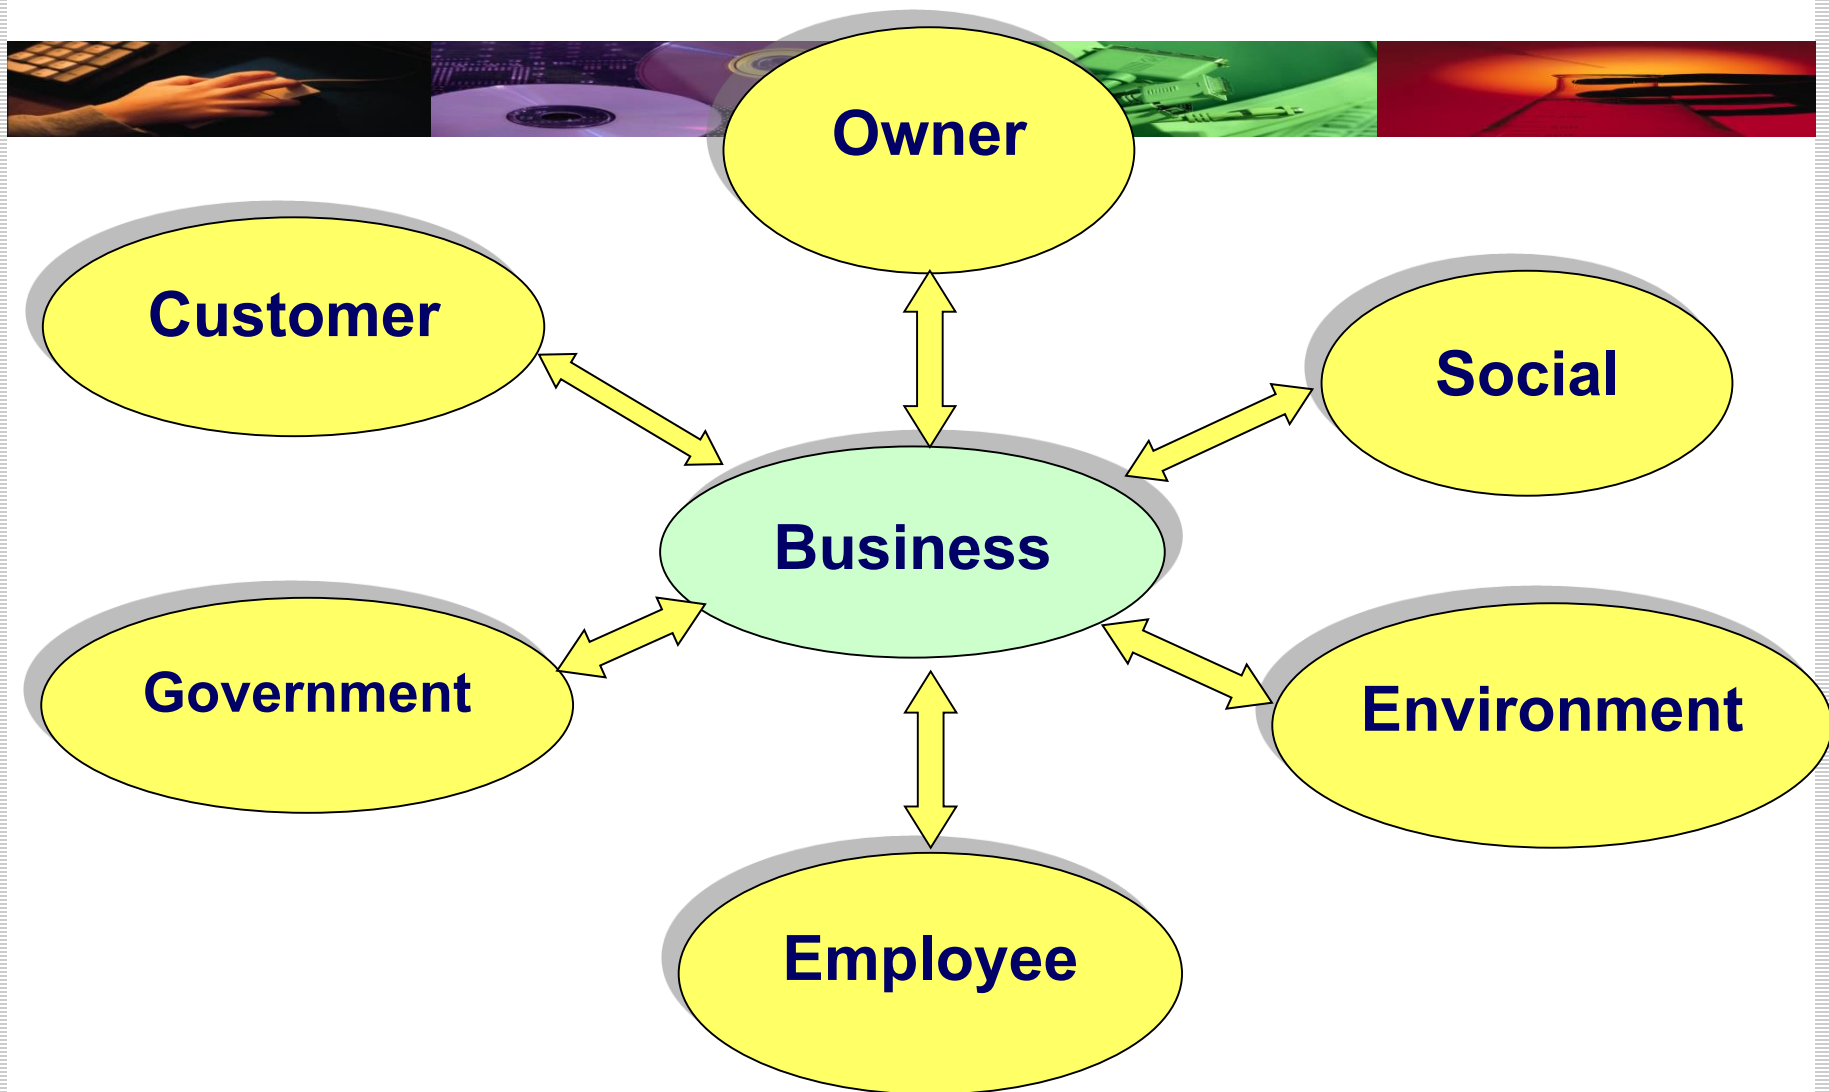 Owner
Customer
Social
Business
Government
Environment
Employee